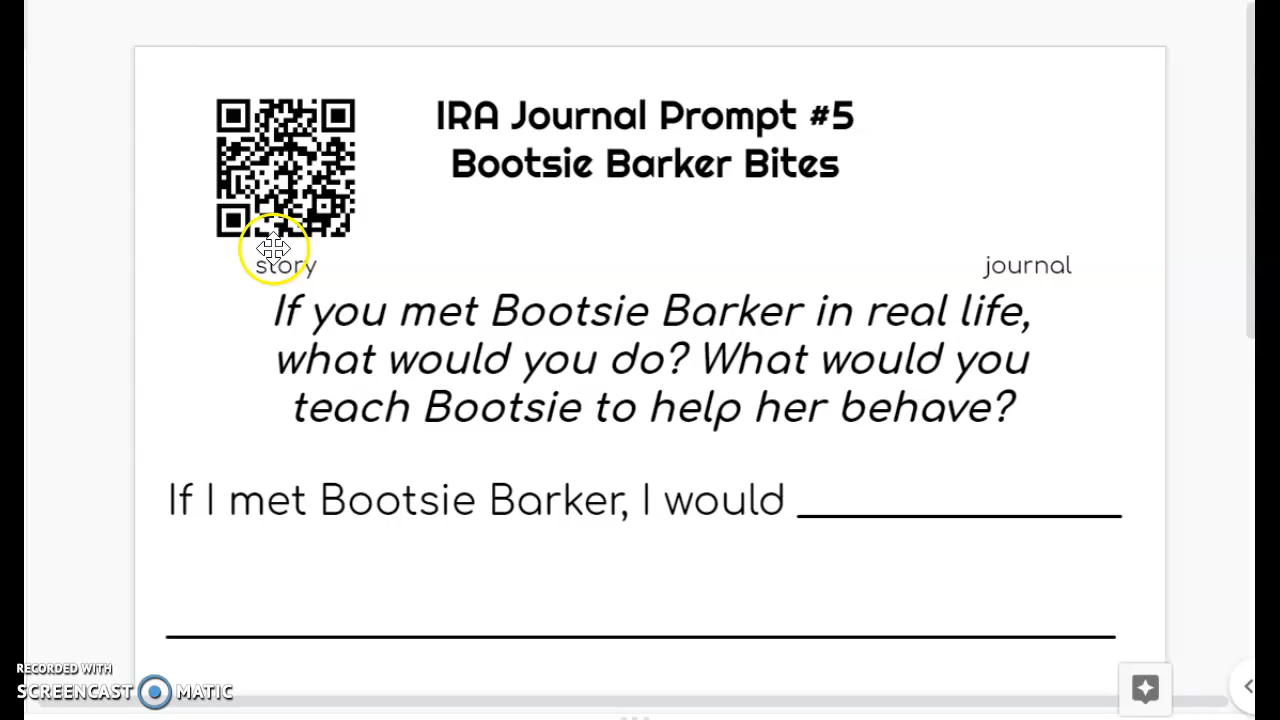 IRA Journal Prompt #5
Bootsie Barker Bites
story
journal
If you met Bootsie Barker in real life,
what would you do? What would you
teach Bootsie to help her behave?
If I met Bootsie Barker, I would
RECORDED WITH
SCREENCAST MATIC